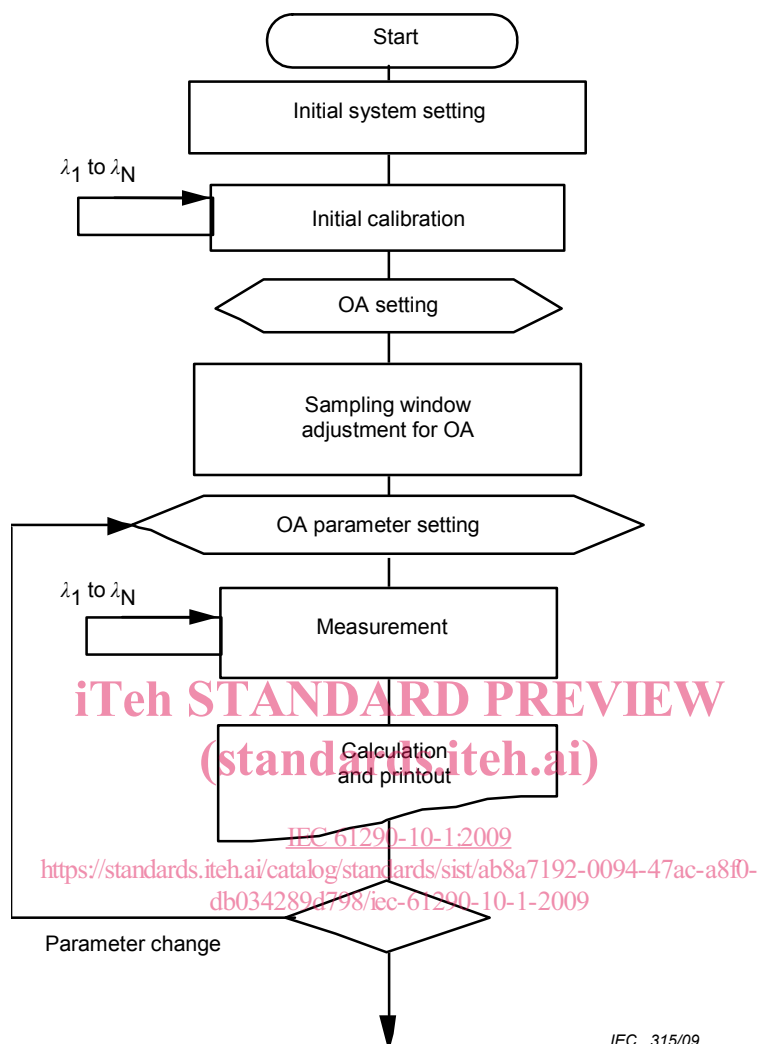 Start
Initial system setting
λ1 to λN
Initial calibration
OA setting
Sampling window
adjustment for OA
OA parameter setting
λ1 to λN
Measurement
iTeh STANDARD PREVIEW
(standards.iteh.ai)
Calculation
and printout
IEC 61290-10-1:2009
https://standards.iteh.ai/catalog/standards/sist/ab8a7192-0094-47ac-a8f0-
db034289d798/iec-61290-10-1-2009
Parameter change
IEC 315/09